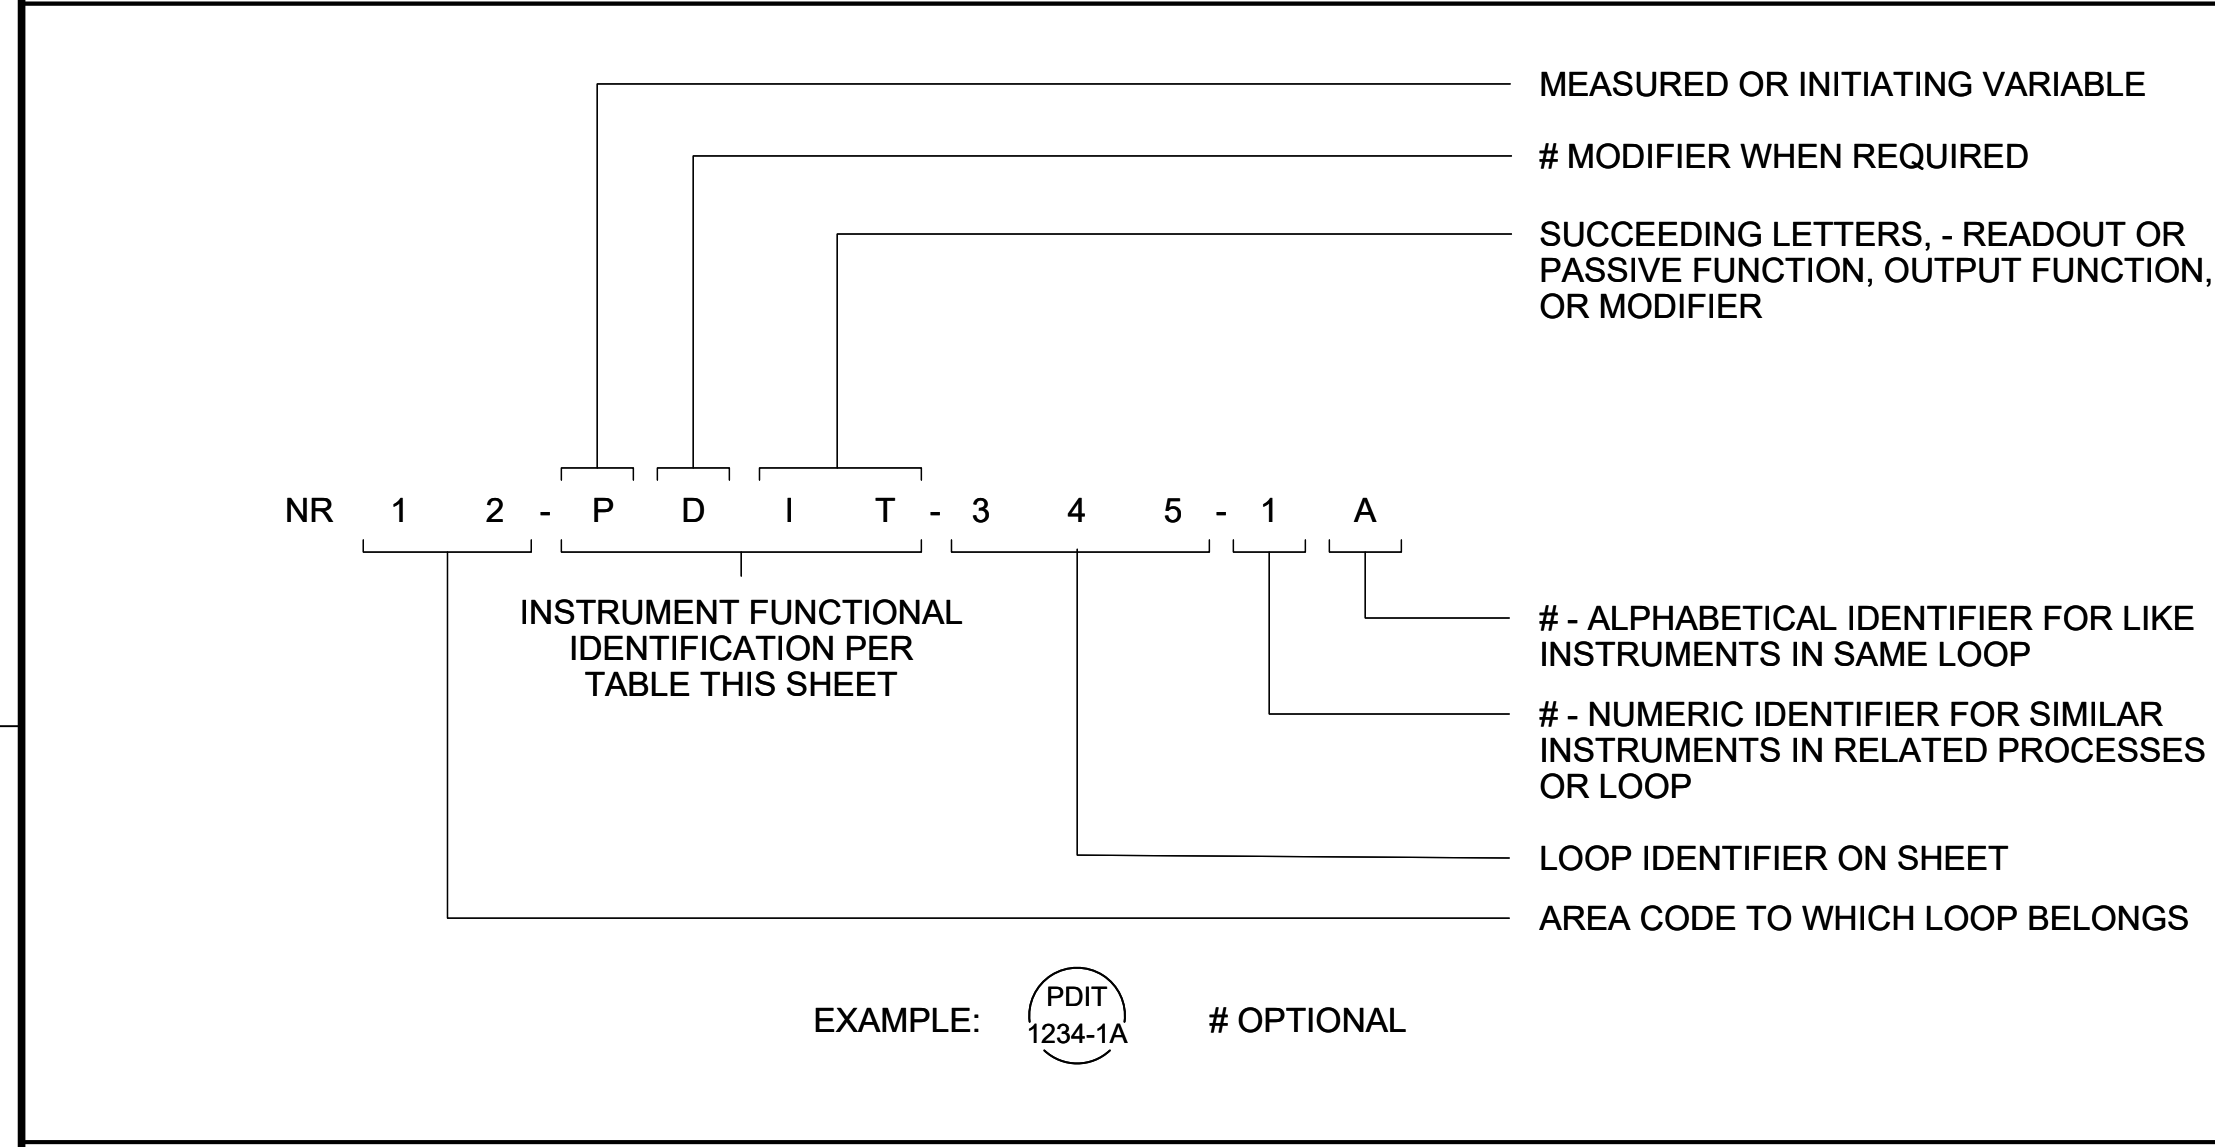 MEASURED OR INITIATING VARIABLE
# MODIFIER WHEN REQUIRED
SUCCEEDING LETTERS, - READOUT OR
PASSIVE FUNCTION, OUTPUT FUNCTION,
OR MODIFIER
NR 1 2 - P D I T - 3 4 5 - 1 A
INSTRUMENT FUNCTIONAL
IDENTIFICATION PER
TABLE THIS SHEET
# - ALPHABETICAL IDENTIFIER FOR LIKE
INSTRUMENTS IN SAME LOOP
# - NUMERIC IDENTIFIER FOR SIMILAR
INSTRUMENTS IN RELATED PROCESSES
OR LOOP
LOOP IDENTIFIER ON SHEET
AREA CODE TO WHICH LOOP BELONGS
EXAMPLE:
PDIT
1234-1A
# OPTIONAL